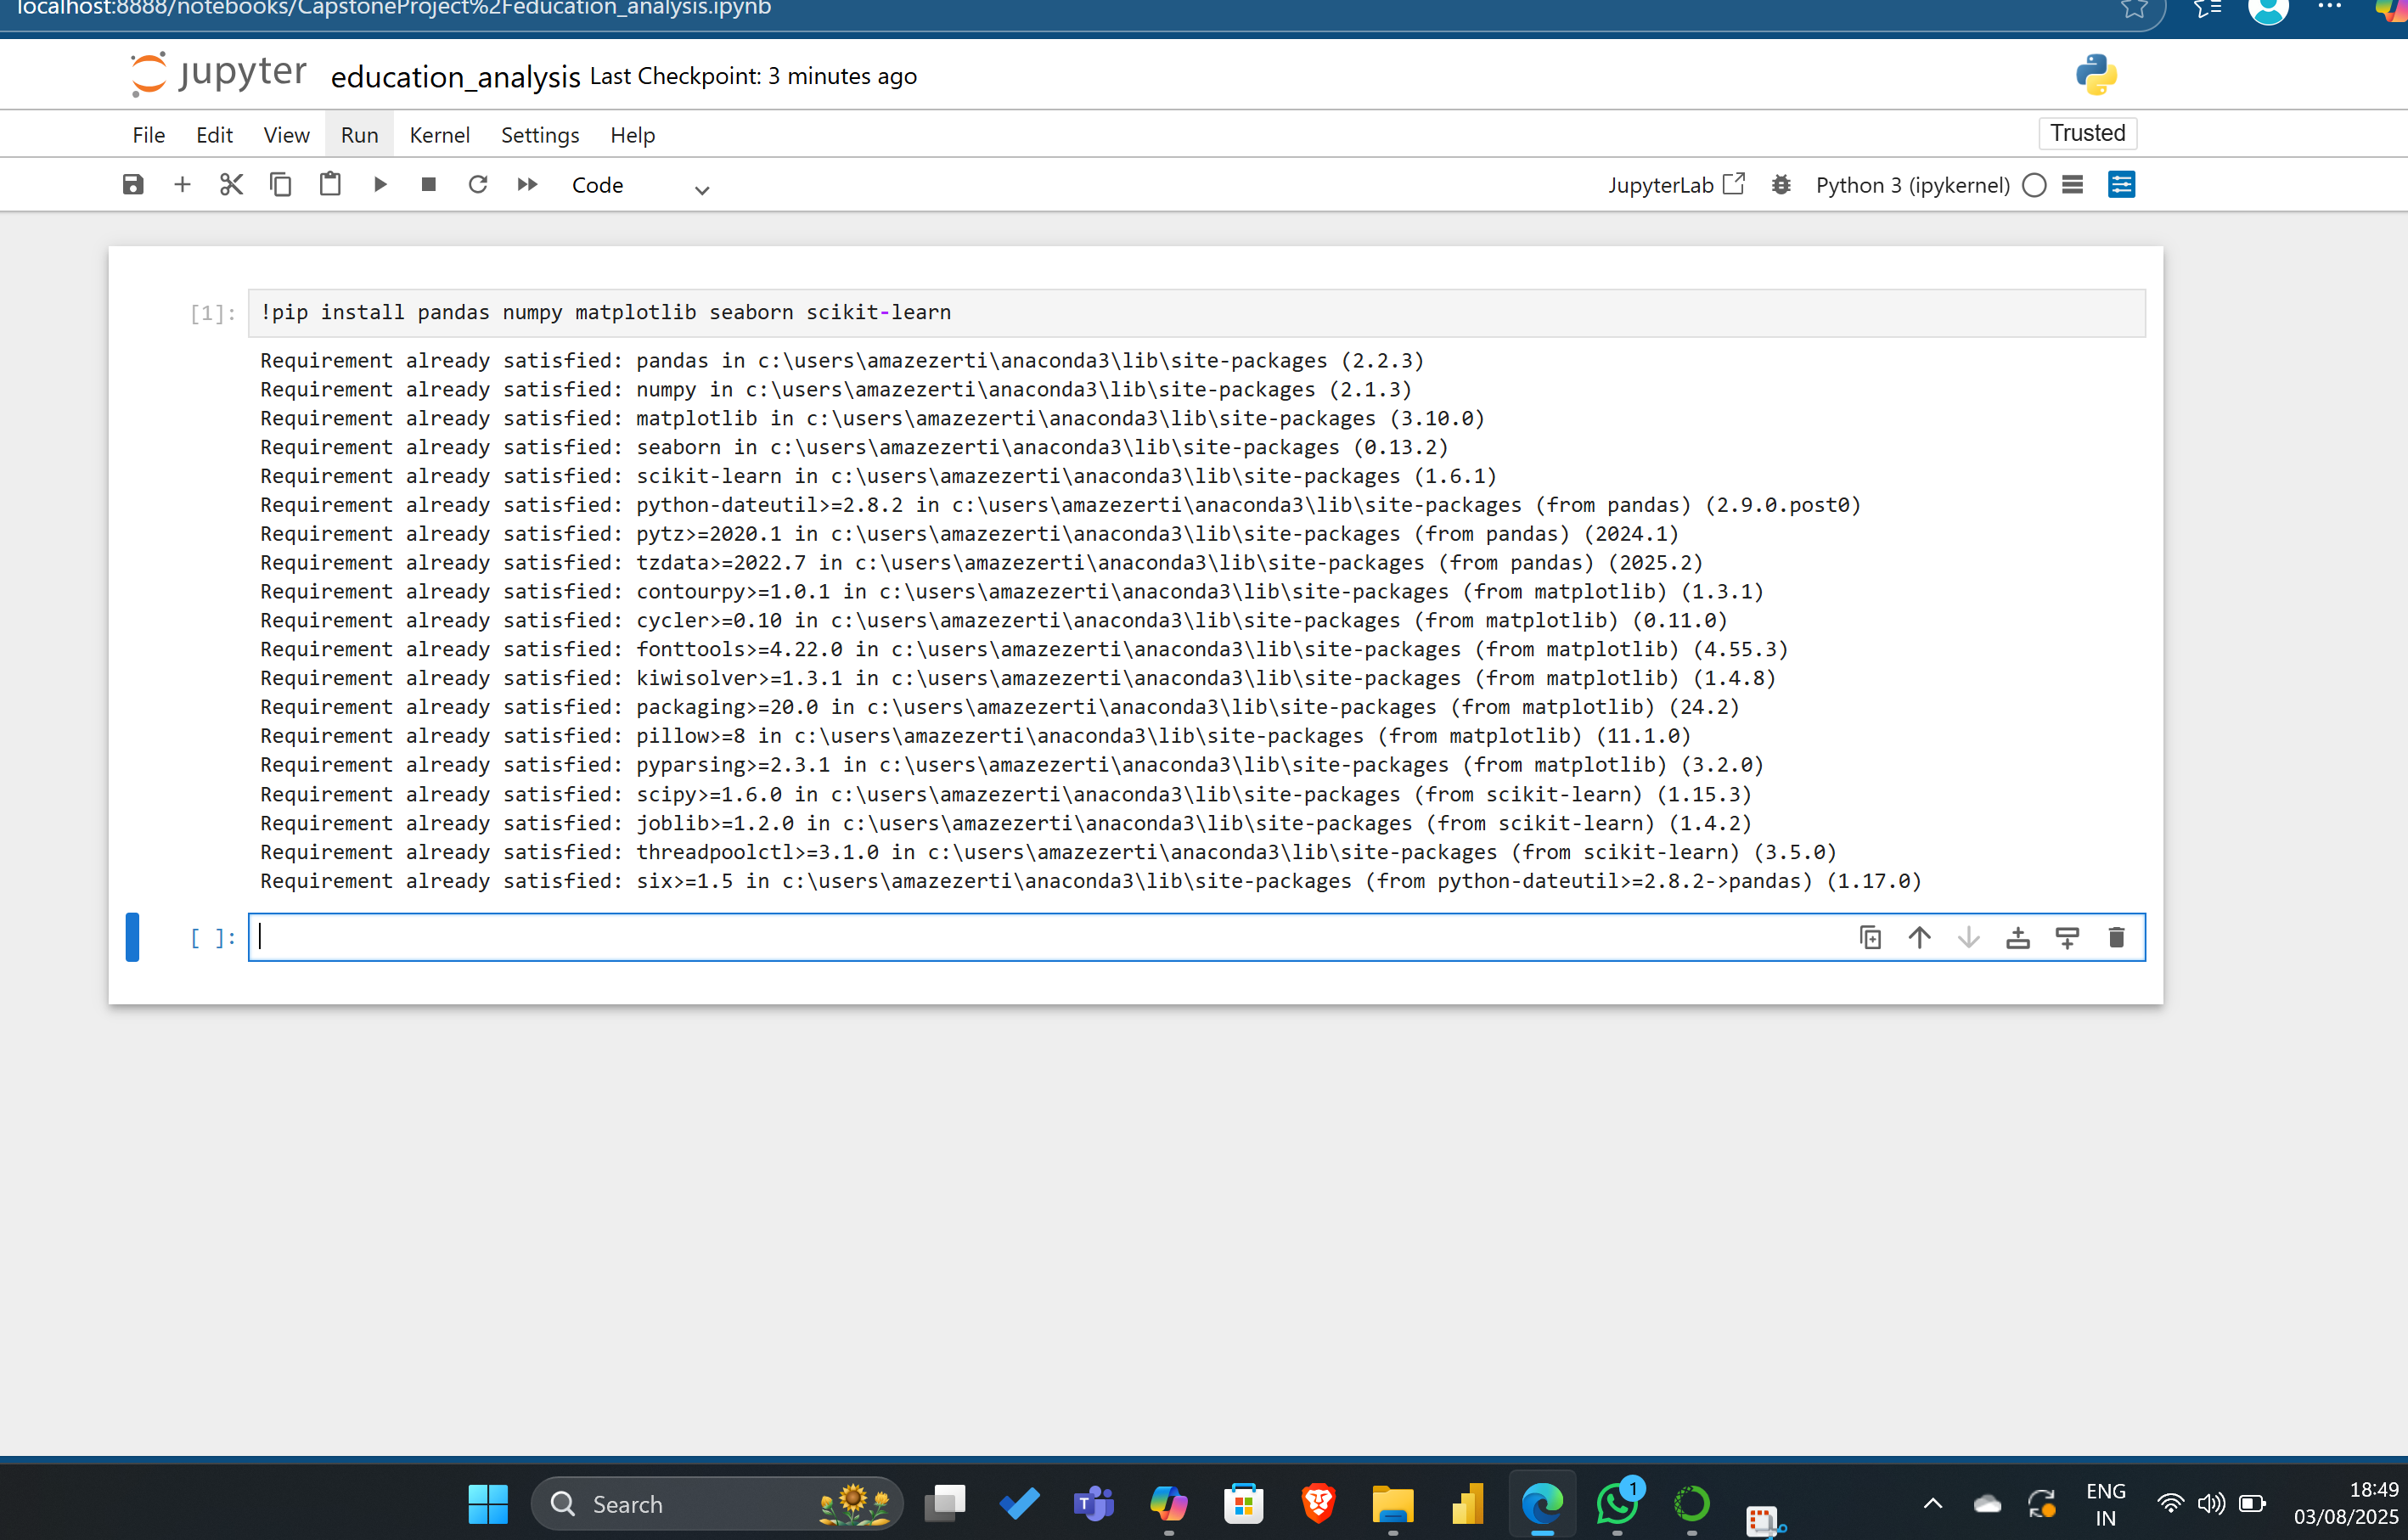 localhost:8888/notebooks/CapstoneProject%2Feducation_analysis.ipynb
jupyter education_analysis Last Checkpoint: 3 minutes ago
File Edit View Run Kernel Settings Help
Trusted
Code
JupyterLab Python 3 (ipykernel)
[1]: !pip install pandas numpy matplotlib seaborn scikit-learn
Requirement already satisfied: pandas in c:\users\amazezerti\anaconda3\lib\site-packages (2.2.3)
Requirement already satisfied: numpy in c:\users\amazezerti\anaconda3\lib\site-packages (2.1.3)
Requirement already satisfied: matplotlib in c:\users\amazezerti\anaconda3\lib\site-packages (3.10.0)
Requirement already satisfied: seaborn in c:\users\amazezerti\anaconda3\lib\site-packages (0.13.2)
Requirement already satisfied: scikit-learn in c:\users\amazezerti\anaconda3\lib\site-packages (1.6.1)
Requirement already satisfied: python-dateutil>=2.8.2 in c:\users\amazezerti\anaconda3\lib\site-packages (from pandas) (2.9.0.post0)
Requirement already satisfied: pytz>=2020.1 in c:\users\amazezerti\anaconda3\lib\site-packages (from pandas) (2024.1)
Requirement already satisfied: tzdata>=2022.7 in c:\users\amazezerti\anaconda3\lib\site-packages (from pandas) (2025.2)
Requirement already satisfied: contourpy>=1.0.1 in c:\users\amazezerti\anaconda3\lib\site-packages (from matplotlib) (1.3.1)
Requirement already satisfied: cycler>=0.10 in c:\users\amazezerti\anaconda3\lib\site-packages (from matplotlib) (0.11.0)
Requirement already satisfied: fonttools>=4.22.0 in c:\users\amazezerti\anaconda3\lib\site-packages (from matplotlib) (4.55.3)
Requirement already satisfied: kiwisolver>=1.3.1 in c:\users\amazezerti\anaconda3\lib\site-packages (from matplotlib) (1.4.8)
Requirement already satisfied: packaging>=20.0 in c:\users\amazezerti\anaconda3\lib\site-packages (from matplotlib) (24.2)
Requirement already satisfied: pillow>=8 in c:\users\amazezerti\anaconda3\lib\site-packages (from matplotlib) (11.1.0)
Requirement already satisfied: pyparsing>=2.3.1 in c:\users\amazezerti\anaconda3\lib\site-packages (from matplotlib) (3.2.0)
Requirement already satisfied: scipy>=1.6.0 in c:\users\amazezerti\anaconda3\lib\site-packages (from scikit-learn) (1.15.3)
Requirement already satisfied: joblib>=1.2.0 in c:\users\amazezerti\anaconda3\lib\site-packages (from scikit-learn) (1.4.2)
Requirement already satisfied: threadpoolctl>=3.1.0 in c:\users\amazezerti\anaconda3\lib\site-packages (from scikit-learn) (3.5.0)
Requirement already satisfied: six>=1.5 in c:\users\amazezerti\anaconda3\lib\site-packages (from python-dateutil>=2.8.2->pandas) (1.17.0)
[ ]:
Search
T
1
ENG
IN
18:49
03/08/2025